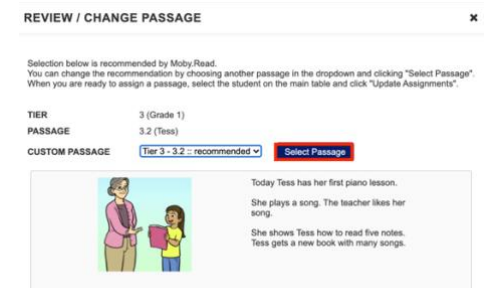 REVIEW / CHANGE PASSAGE
×
Selection below is recommended by Moby.Read.
You can change the recommendation by choosing another passage in the dropdown and clicking "Select Passage".
When you are ready to assign a passage, select the student on the main table and click "Update Assignments".
TIER 3 (Grade 1)
PASSAGE 3.2 (Tess)
CUSTOM PASSAGE Tier 3 - 3.2 :: recommended Select Passage
Today Tess has her first piano lesson.
She plays a song. The teacher likes her
song.
She shows Tess how to read five notes.
Tess gets a new book with many songs.